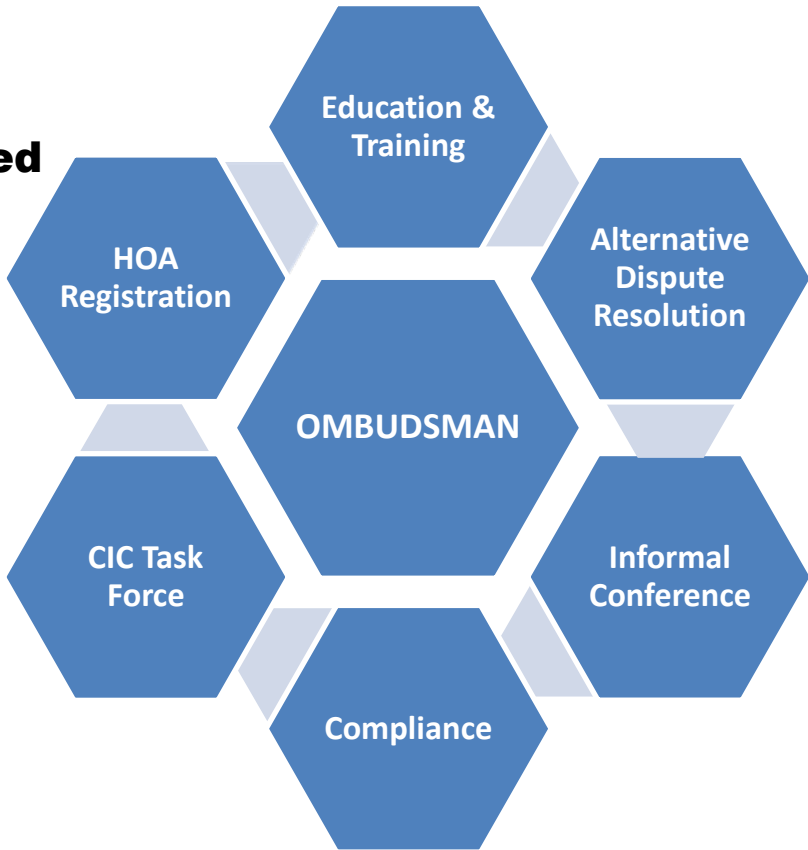 Education &
Training
ed
HOA
Registration
Alternative
Dispute
Resolution
OMBUDSMAN
CIC Task
Force
Informal
Conference
Compliance